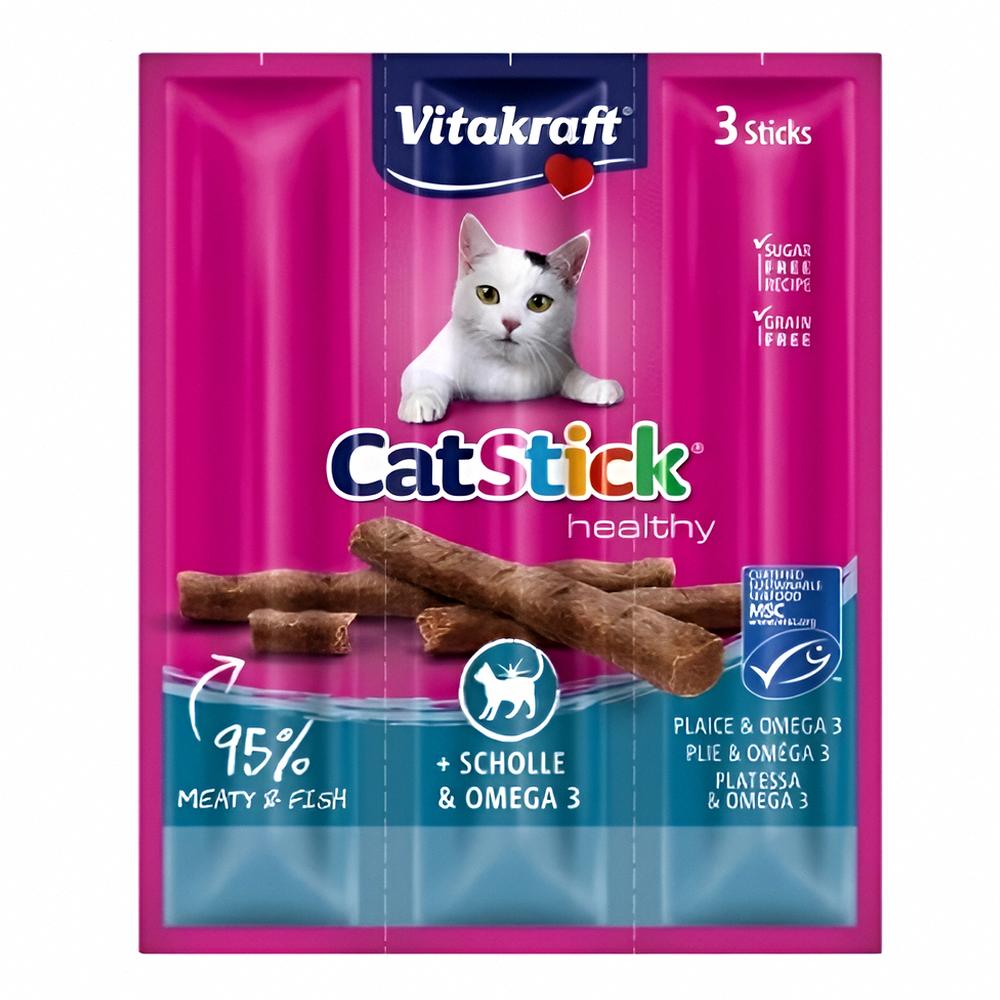 Vitakraft®
3 Sticks
SUGAR
FREE
RECIPE
GRAIN
FREE
CatStick®
healthy
MSC
95%
MEATY & FISH
+ SCHOLLE
& OMEGA 3
PLAICE & OMEGA 3
PLIE & OMÉGA 3
PLATESSA
& OMEGA 3